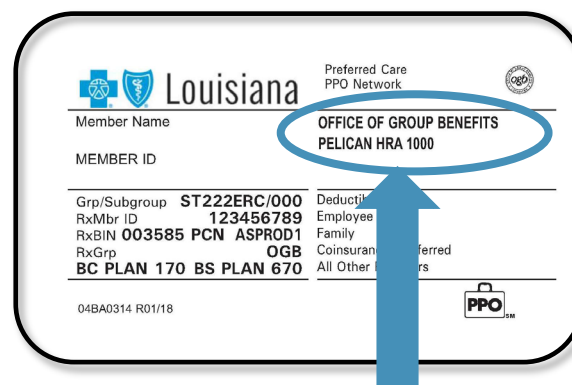 Louisiana
Preferred Care
PPO Network
ogb
Member Name
MEMBER ID
OFFICE OF GROUP BENEFITS
PELICAN HRA 1000
Grp/Subgroup ST222ERC/000
RxMbr ID 123456789
RxBIN 003585 PCN ASPROD1
RxGrp OGB
BC PLAN 170 BS PLAN 670
Employee
Family
All Other
04BA0314 R01/18
PPO
SM